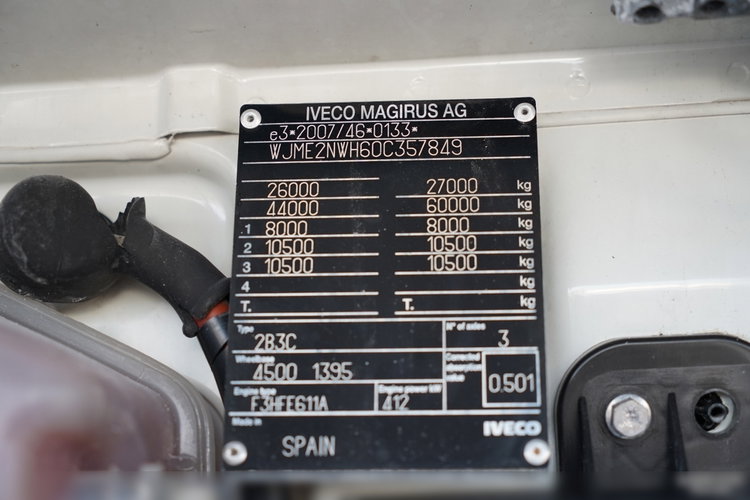 IVECO MAGIRUS AG
e3*2007/46*0133*
WJME2NWH60C357849
26000 27000 kg
44000 60000 kg
1 8000 8000 kg
2 10500 10500 kg
3 10500 10500 kg
4 kg
T. T. kg
Type N° of axles
2B3C 3
Wheelbase Corrected absorption value
4500 1395 0.501
Engine type Engine power kW
F3HFE611A 412
Made in IVECO
SPAIN